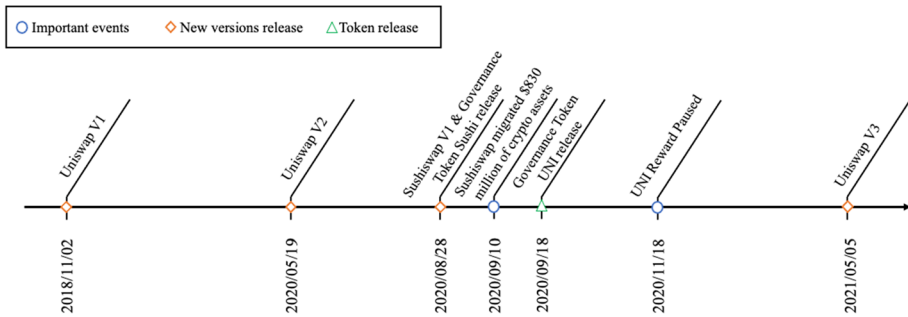 Important events
New versions release
Token release
Uniswap V1
Uniswap V2
Sushiswap V1 & Governance
Token Sushi release
Sushiswap migrated $830
million of crypto assets
Governance Token
UNI release
UNI Reward Paused
Uniswap V3
2018/11/02
2020/05/19
2020/08/28
2020/09/10
2020/09/18
2020/11/18
2021/05/05